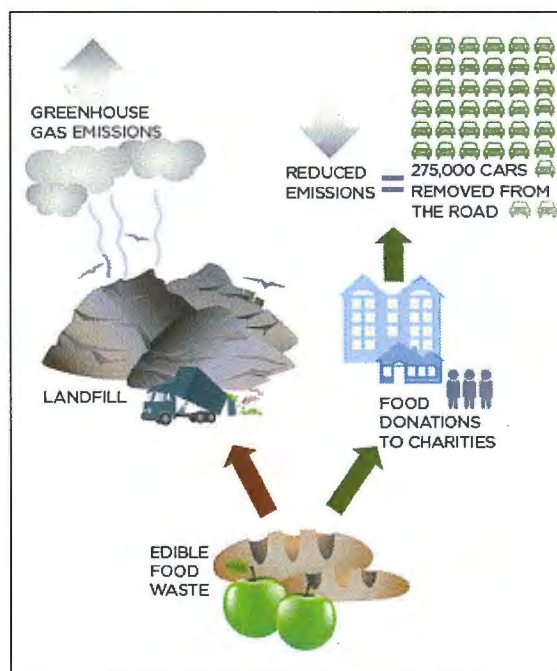 GREENHOUSE
GAS EMISSIONS
REDUCED
EMISSIONS
275,000 CARS
REMOVED FROM
THE ROAD
LANDFILL
FOOD
DONATIONS
TO CHARITIES
EDIBLE
FOOD
WASTE